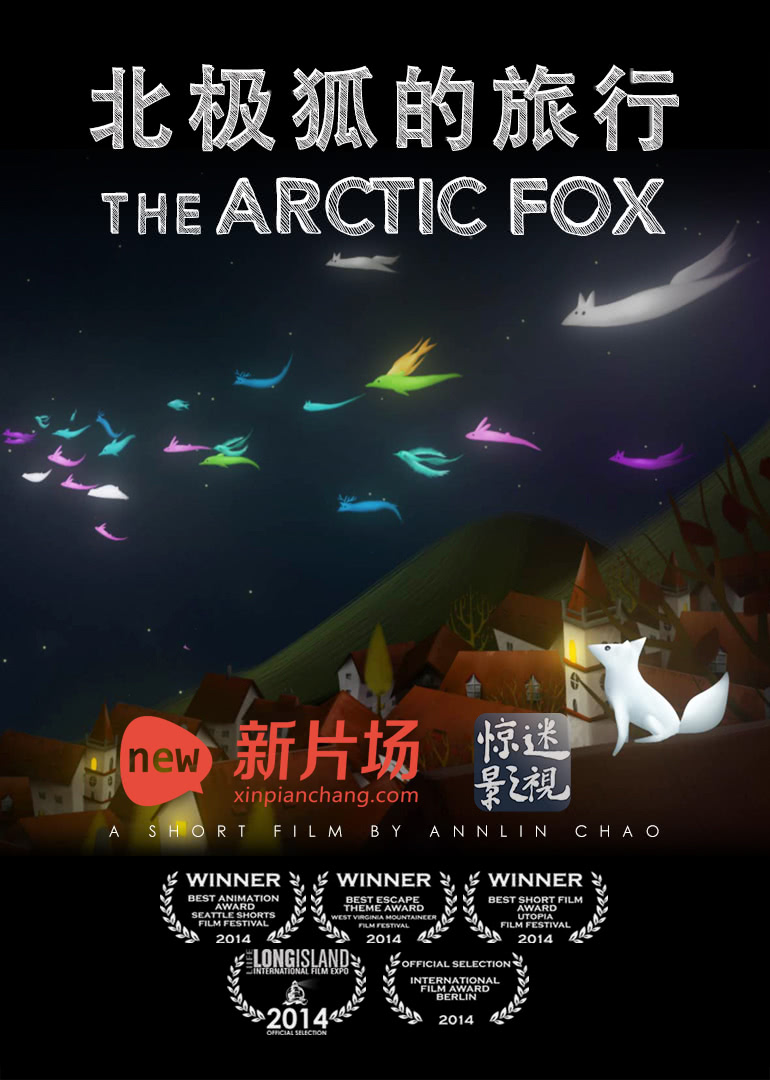 北极狐的旅行
THE ARCTIC FOX
new 新片场
xinpianchang.com
惊迷
影視
A SHORT FILM BY ANNLIN CHAO
WINNER
BEST ANIMATION
AWARD
SEATTLE SHORTS
FILM FESTIVAL
2014
WINNER
BEST ESCAPE
THEME AWARD
WEST VIRGINIA MOUNTAINEER
FILM FESTIVAL
2014
WINNER
BEST SHORT FILM
AWARD
UTOPIA
FILM FESTIVAL
2014
LIIFE LONGISLAND
INTERNATIONAL FILM EXPO
2014
OFFICIAL SELECTION
OFFICIAL SELECTION
INTERNATIONAL
FILM AWARD
BERLIN
2014